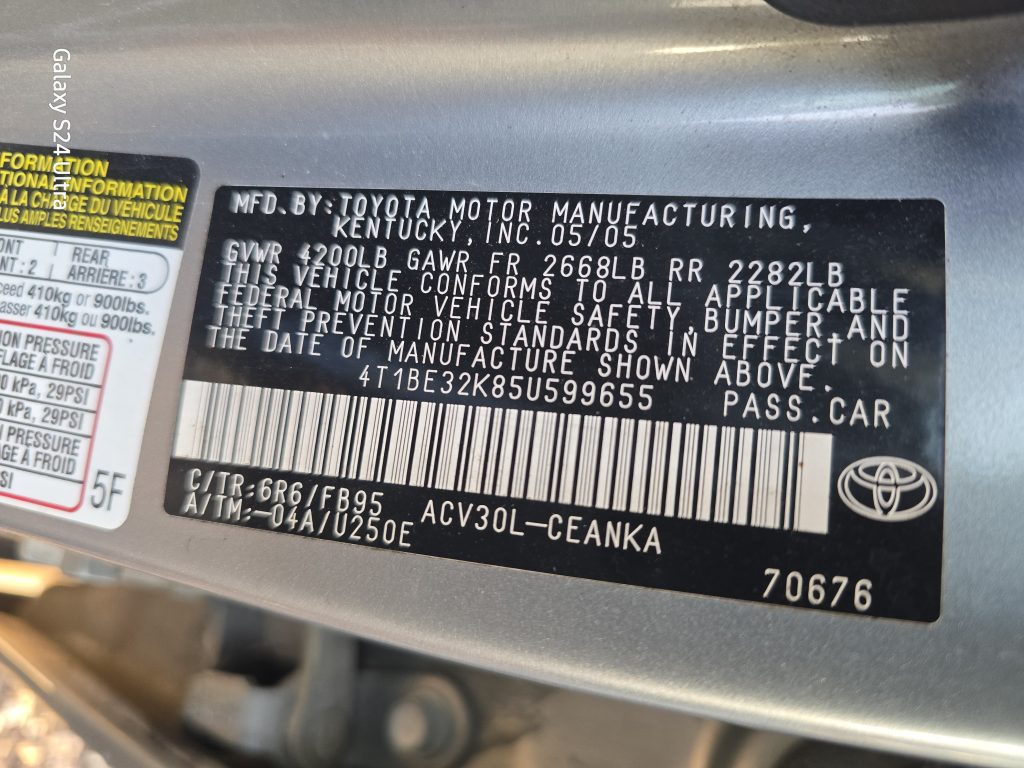 Galaxy S24 Ultra
FORMATION
TIONAL INFORMATION
À LA CHARGE DU VÉHICULE
PLUS AMPLES RENSEIGNEMENTS
REAR
ARRIÈRE : 3
NT : 2
410kg or 900lbs.
410kg ou 900lbs.
ION PRESSURE
FLAGE À FROID
kPa, 29PSI
kPa, 29PSI
PRESSURE
À FROID
SI
5F
MFD.BY:TOYOTA MOTOR MANUFACTURING,
KENTUCKY,INC.05/05
GVWR 4200LB GAWR FR 2668LB RR 2282LB
THIS VEHICLE CONFORMS TO ALL APPLICABLE
FEDERAL MOTOR VEHICLE SAFETY,BUMPER,AND
THEFT PREVENTION STANDARDS IN EFFECT ON
THE DATE OF MANUFACTURE SHOWN ABOVE.
4T1BE32K85U599655 PASS.CAR
C/TR:6R6/FB95
A/TM:-04A/U250E
ACV30L-CEANKA
70676